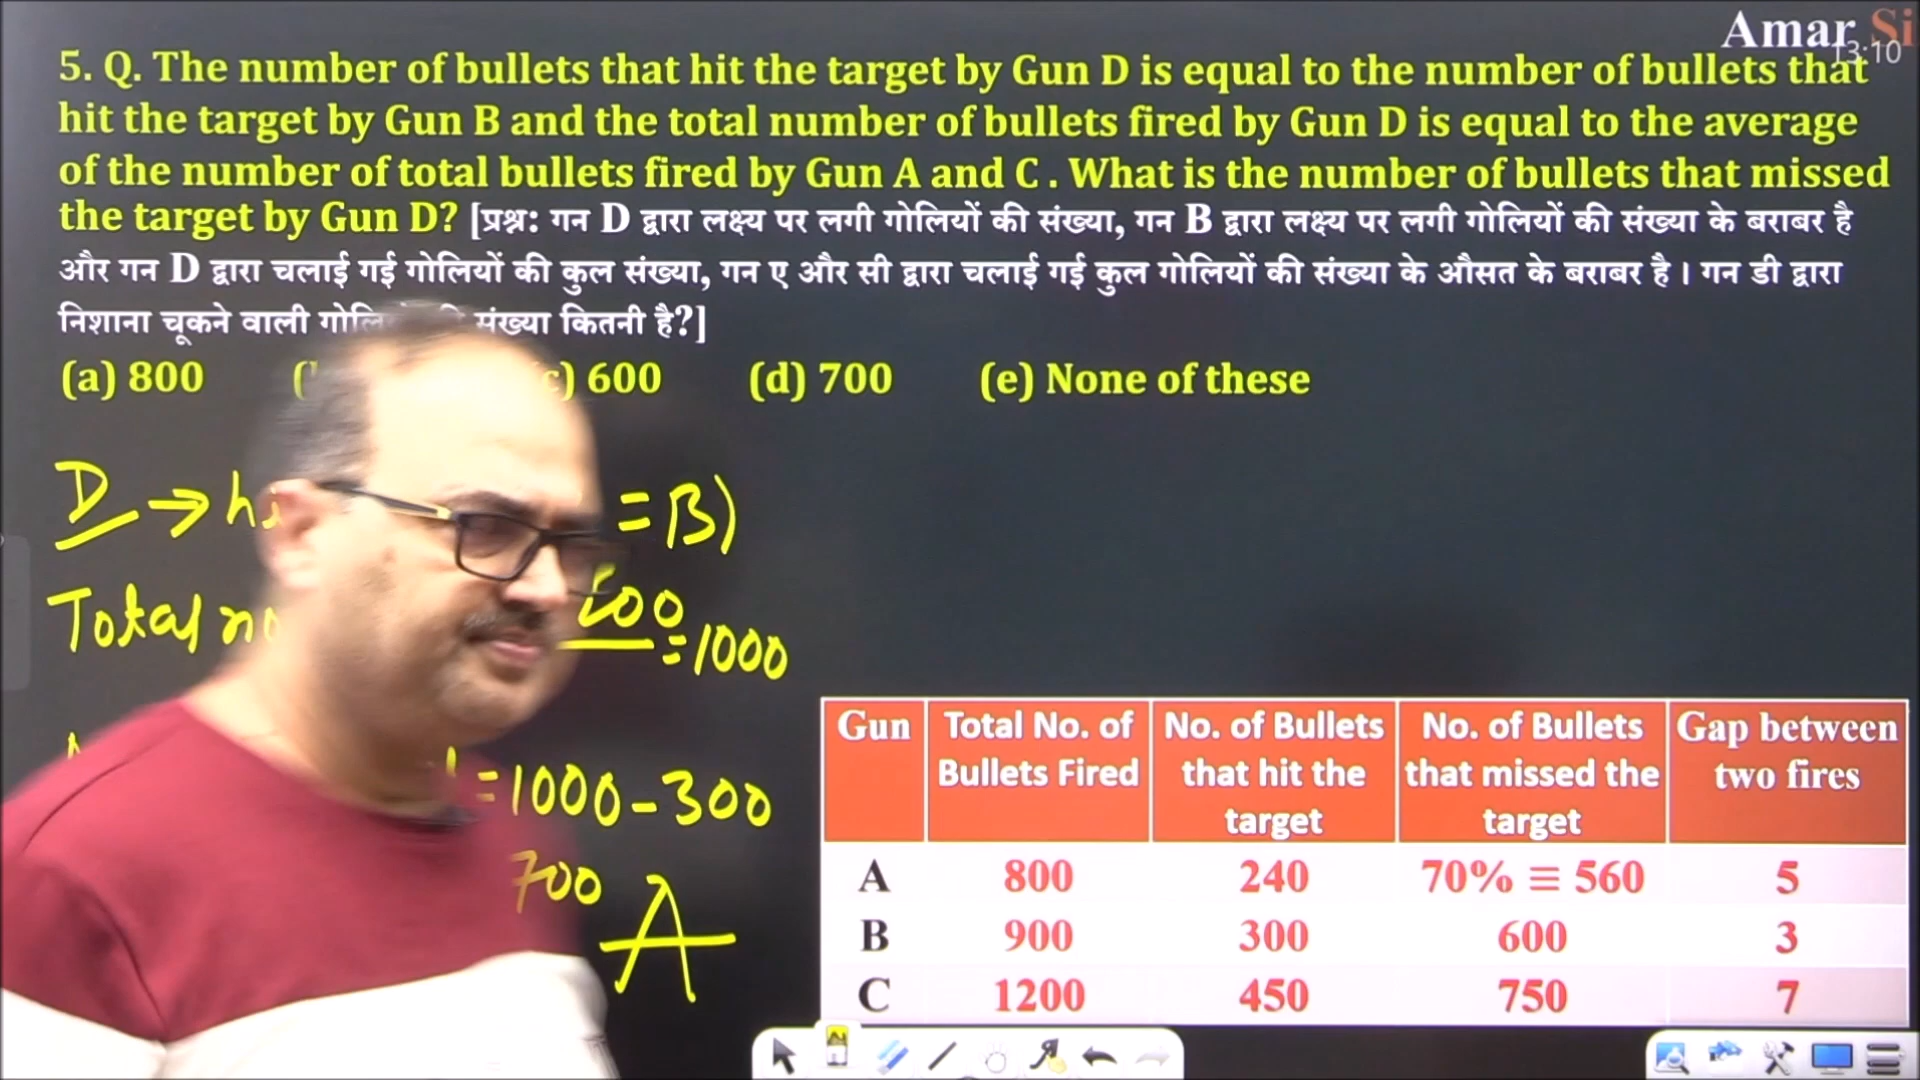 Amar Si
13:10
5. Q. The number of bullets that hit the target by Gun D is equal to the number of bullets that
hit the target by Gun B and the total number of bullets fired by Gun D is equal to the average
of the number of total bullets fired by Gun A and C . What is the number of bullets that missed
the target by Gun D? [प्रश्न: गन D द्वारा लक्ष्य पर लगी गोलियों की संख्या, गन B द्वारा लक्ष्य पर लगी गोलियों की संख्या के बराबर है
और गन D द्वारा चलाई गई गोलियों की कुल संख्या, गन ए और सी द्वारा चलाई गई कुल गोलियों की संख्या के औसत के बराबर है । गन डी द्वारा
निशाना चूकने वाली संख्या कितनी है?]
(a) 800 ( c) 600 (d) 700 (e) None of these
D → = B)
Total = 1000
= 1000 - 300
700 A
Gun Total No. of Bullets Fired No. of Bullets that hit the target No. of Bullets that missed the target Gap between two fires
A 800 240 70% ≡ 560 5
B 900 300 600 3
C 1200 450 750 7